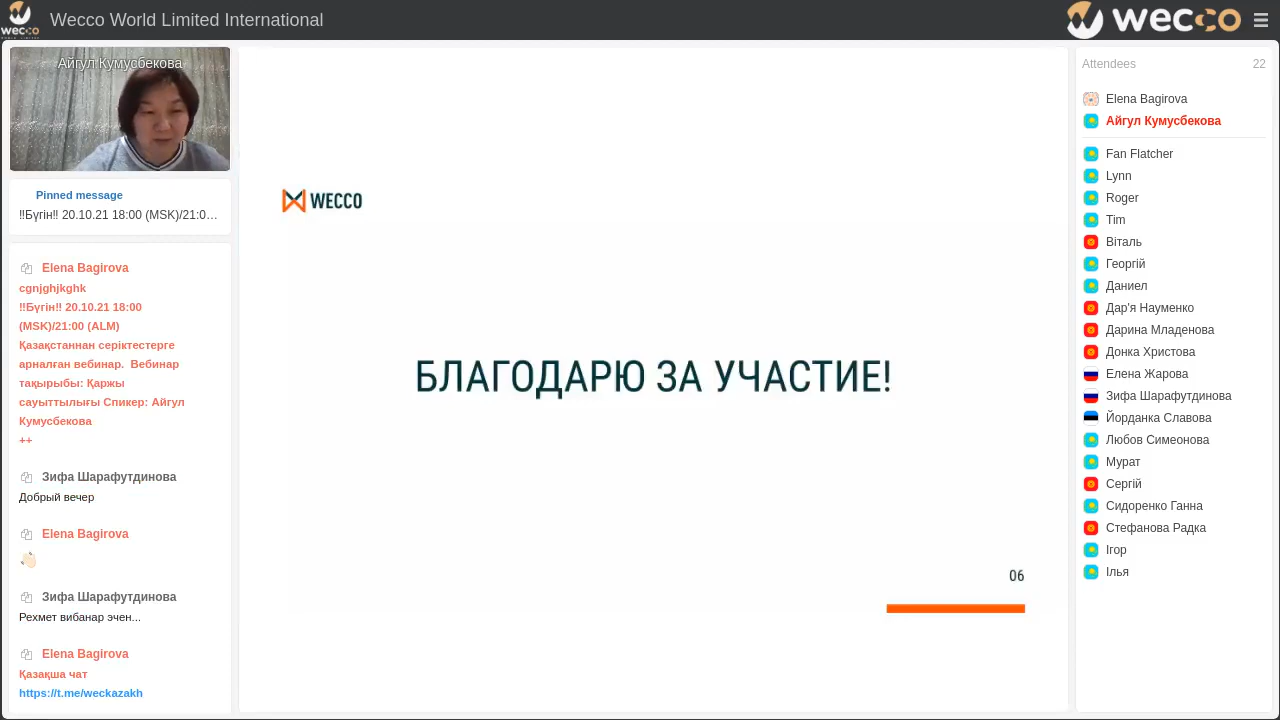 wecco
WORLD LIMITED
Wecco World Limited International
wecco
Айгул Кумусбекова
Pinned message
‼Бүгін‼ 20.10.21 18:00 (MSK)/21:0…
Elena Bagirova
cgnjghjkghk
‼Бүгін‼ 20.10.21 18:00
(MSK)/21:00 (ALM)
Қазақстаннан серіктестерге
арналған вебинар.  Вебинар
тақырыбы: Қаржы
сауыттылығы Спикер: Айгул
Кумусбекова
++
Зифа Шарафутдинова
Добрый вечер
Elena Bagirova
Зифа Шарафутдинова
Рехмет вибанар эчен...
Elena Bagirova
Қазақша чат
https://t.me/weckazakh
WECCO
БЛАГОДАРЮ ЗА УЧАСТИЕ!
06
Attendees 22
Elena Bagirova
Айгул Кумусбекова
Fan Flatcher
Lynn
Roger
Tim
Віталь
Георгій
Даниел
Дар'я Науменко
Дарина Младенова
Донка Христова
Елена Жарова
Зифа Шарафутдинова
Йорданка Славова
Любов Симеонова
Мурат
Сергій
Сидоренко Ганна
Стефанова Радка
Ігор
Ілья